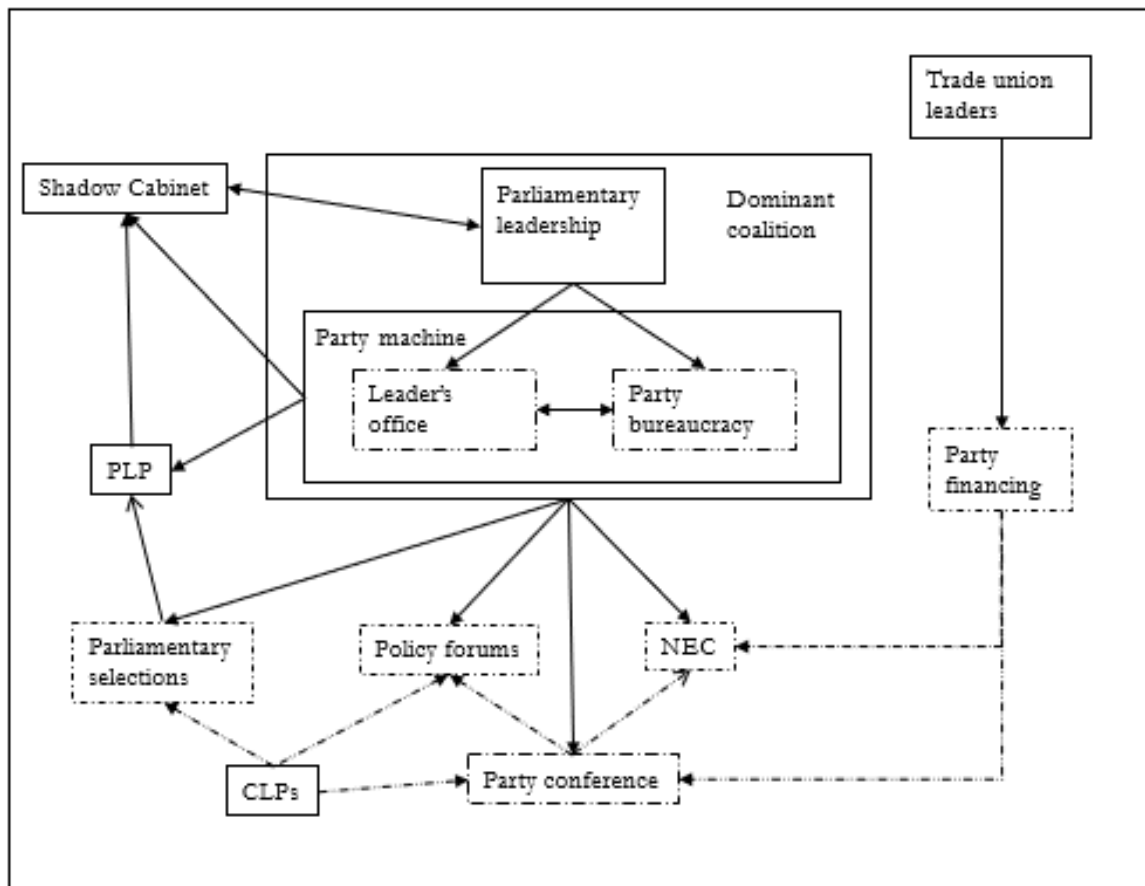 Trade union
leaders
Shadow Cabinet
Parliamentary
leadership
Dominant
coalition
Party machine
Leader's
office
Party
bureaucracy
PLP
Party
financing
Parliamentary
selections
Policy forums
NEC
CLPs
Party conference